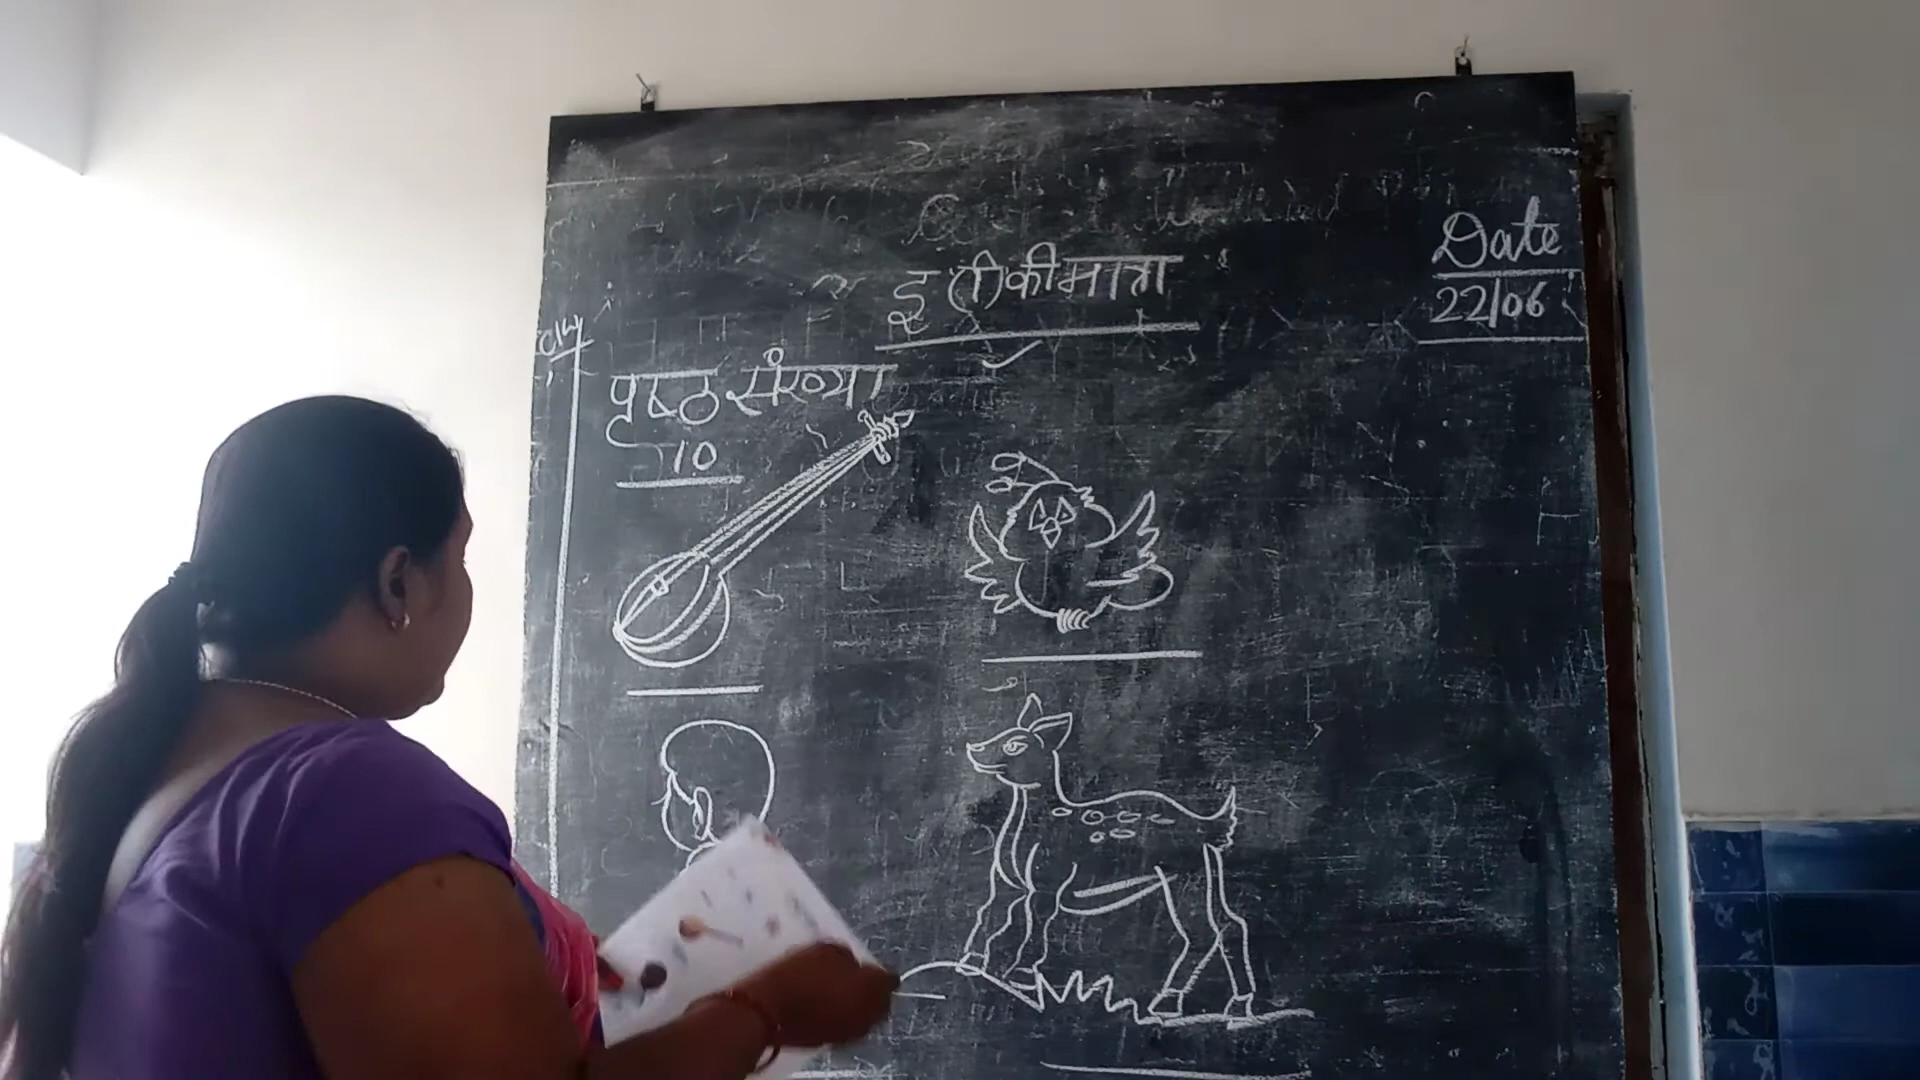 Date
22/06
इ (ि) की मात्रा
C/W
पृष्ठ संख्या
10